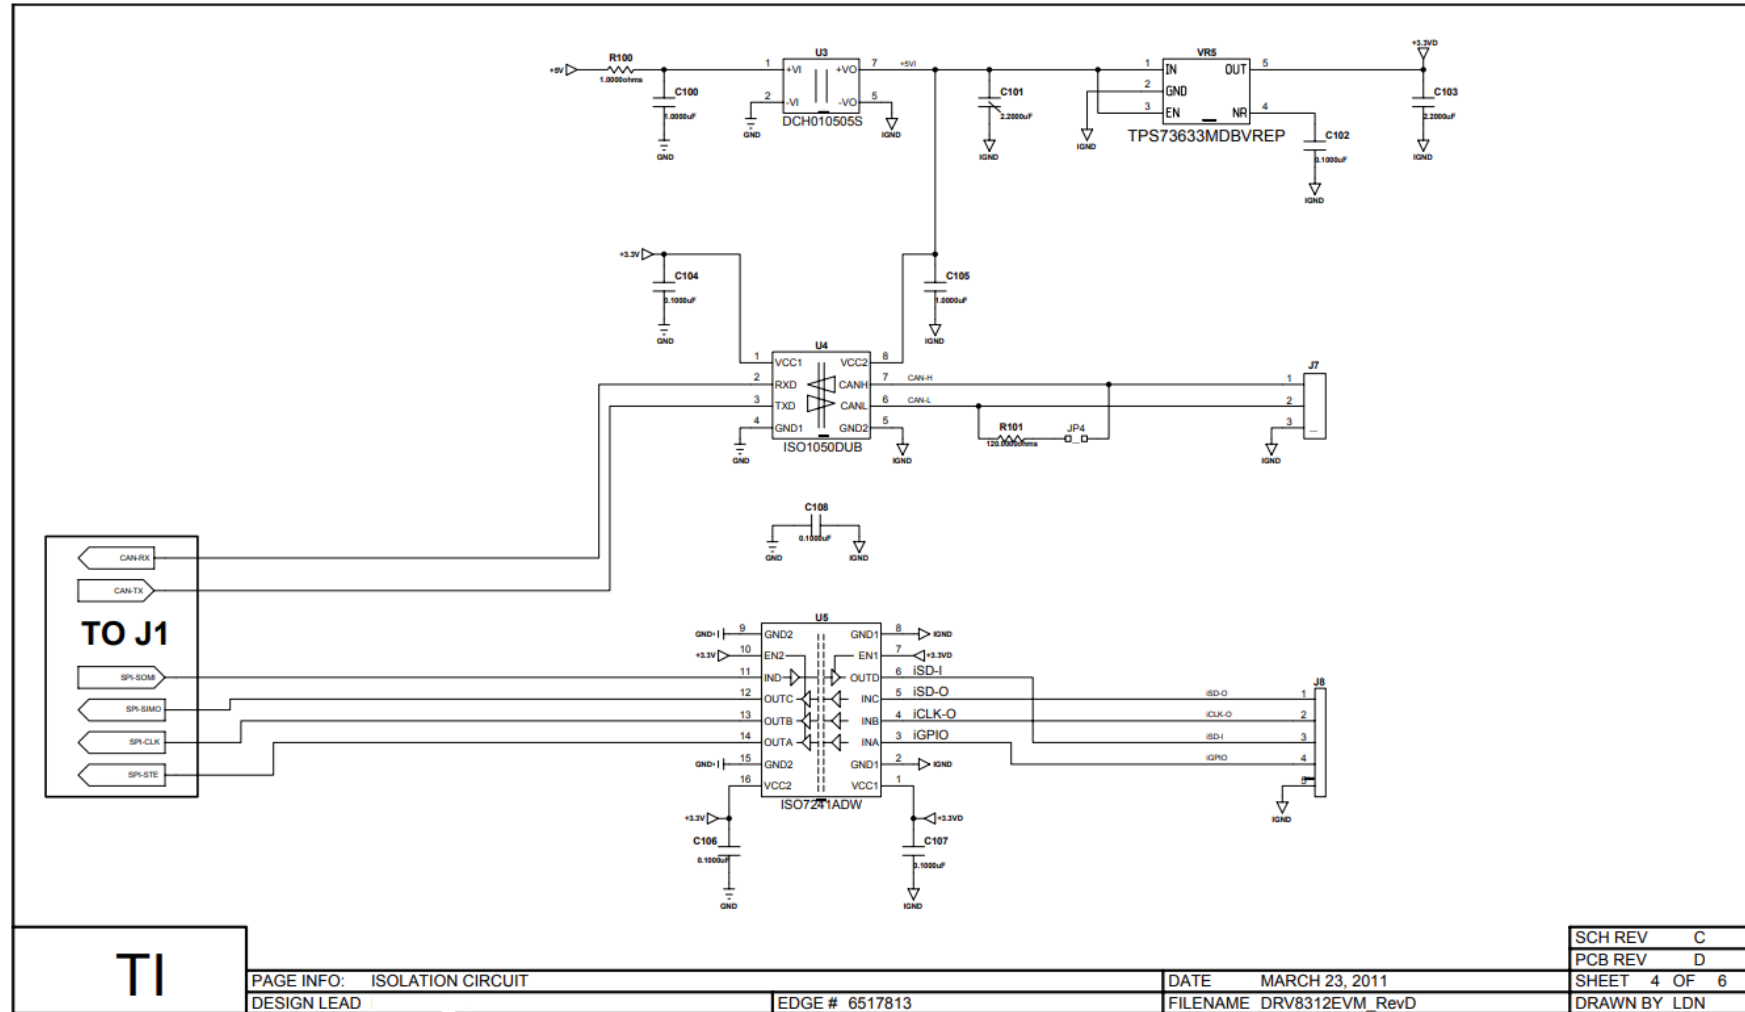 R100
+5V
1.0000ohms
C100
1.0000uF
GND
U3
1 +VI +VO 7
2 -VI -VO 5
DCH010505S
GND
IGND
+5VI
C101
2.2000uF
IGND
VR5
1 IN OUT 5
2 GND
3 EN NR 4
TPS73633MDBVREP
IGND
C102
0.1000uF
IGND
+3.3VD
C103
2.2000uF
IGND
+3.3V
C104
0.1000uF
GND
C105
1.0000uF
IGND
U4
1 VCC1 VCC2 8
2 RXD CANH 7 CAN-H
3 TXD CANL 6 CAN-L
4 GND1 GND2 5
ISO1050DUB
GND
IGND
R101
120.0000ohms
JP4
J7
1
2
3
IGND
C108
0.1000uF
GND
IGND
CAN-RX
CAN-TX
TO J1
SPI-SOMI
SPI-SIMO
SPI-CLK
SPI-STE
U5
GND 9 GND2 GND1 8 IGND
+3.3V 10 EN2 EN1 7 +3.3VD
11 IND OUTD 6 iSD-I
12 OUTC INC 5 iSD-O
13 OUTB INB 4 iCLK-O
14 OUTA INA 3 iGPIO
GND 15 GND2 GND1 2 IGND
16 VCC2 VCC1 1
ISO7241ADW
+3.3V
C106
0.1000uF
GND
+3.3VD
C107
0.1000uF
IGND
J8
iSD-O 1
iCLK-O 2
iSD-I 3
iGPIO 4
5
IGND
TI
PAGE INFO: ISOLATION CIRCUIT
DESIGN LEAD
EDGE # 6517813
DATE MARCH 23, 2011
FILENAME DRV8312EVM_RevD
SCH REV C
PCB REV D
SHEET 4 OF 6
DRAWN BY LDN